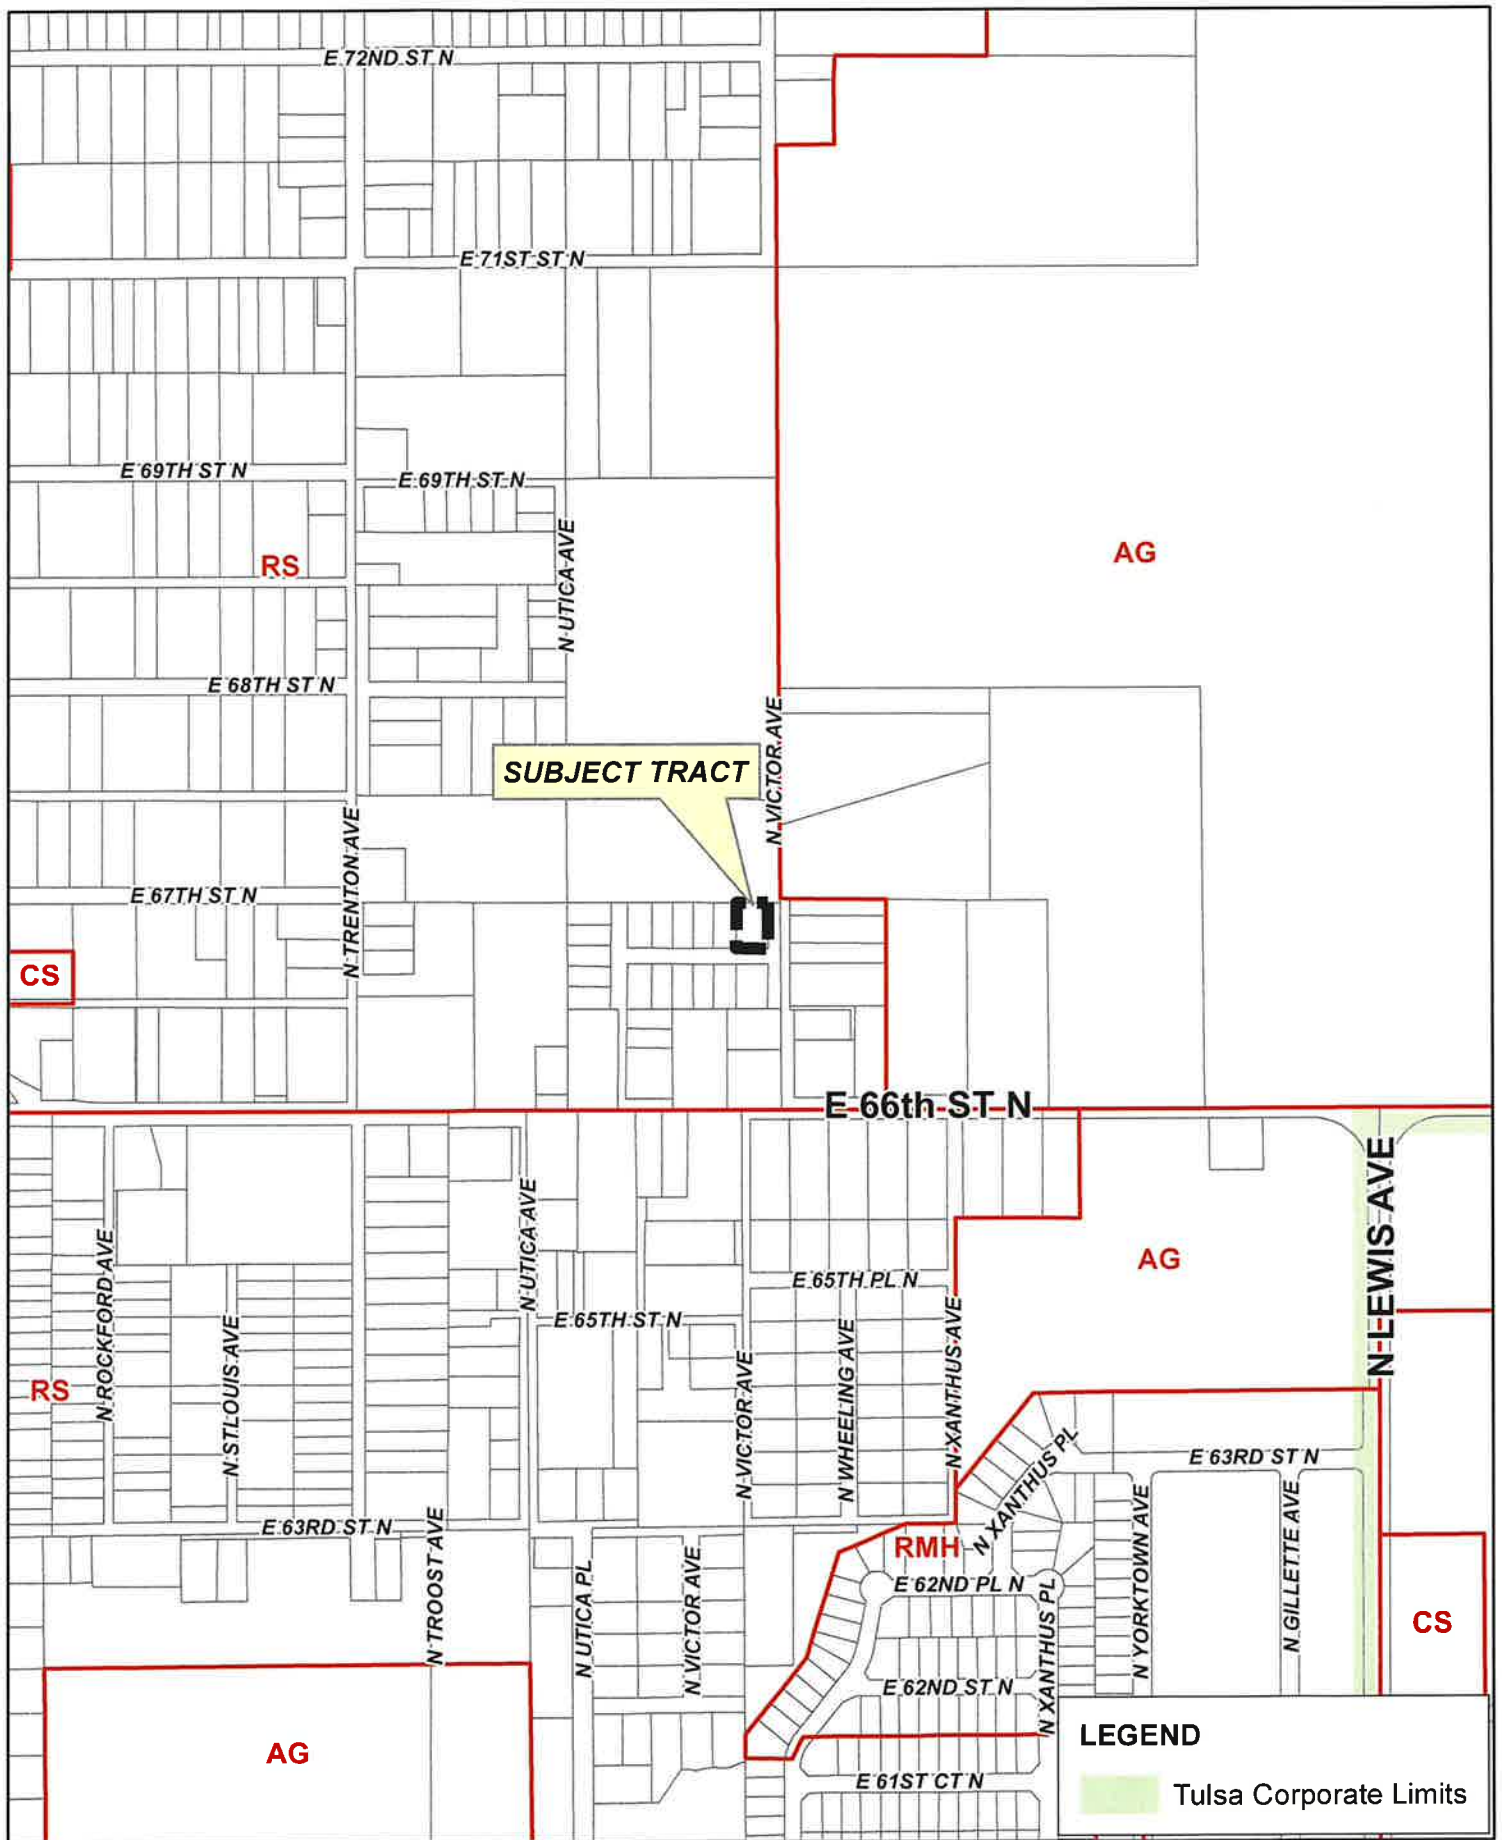 E 72ND ST N
E 71ST ST N
E 69TH ST N
E 69TH ST N
N UTICA AVE
RS
AG
E 68TH ST N
N VICTOR AVE
SUBJECT TRACT
N TRENTON AVE
E 67TH ST N
CS
E 66th ST N
N LEWIS AVE
N UTICA AVE
N ROCKFORD AVE
AG
E 65TH PL N
N ST LOUIS AVE
E 65TH ST N
N XANTHUS AVE
N WHEELING AVE
N VICTOR AVE
RS
N XANTHUS PL
E 63RD ST N
N YORKTOWN AVE
N GILLETTE AVE
E 63RD ST N
N TROOST AVE
RMH
N UTICA PL
N VICTOR AVE
E 62ND PL N
N XANTHUS PL
CS
E 62ND ST N
AG
E 61ST CT N
LEGEND
Tulsa Corporate Limits